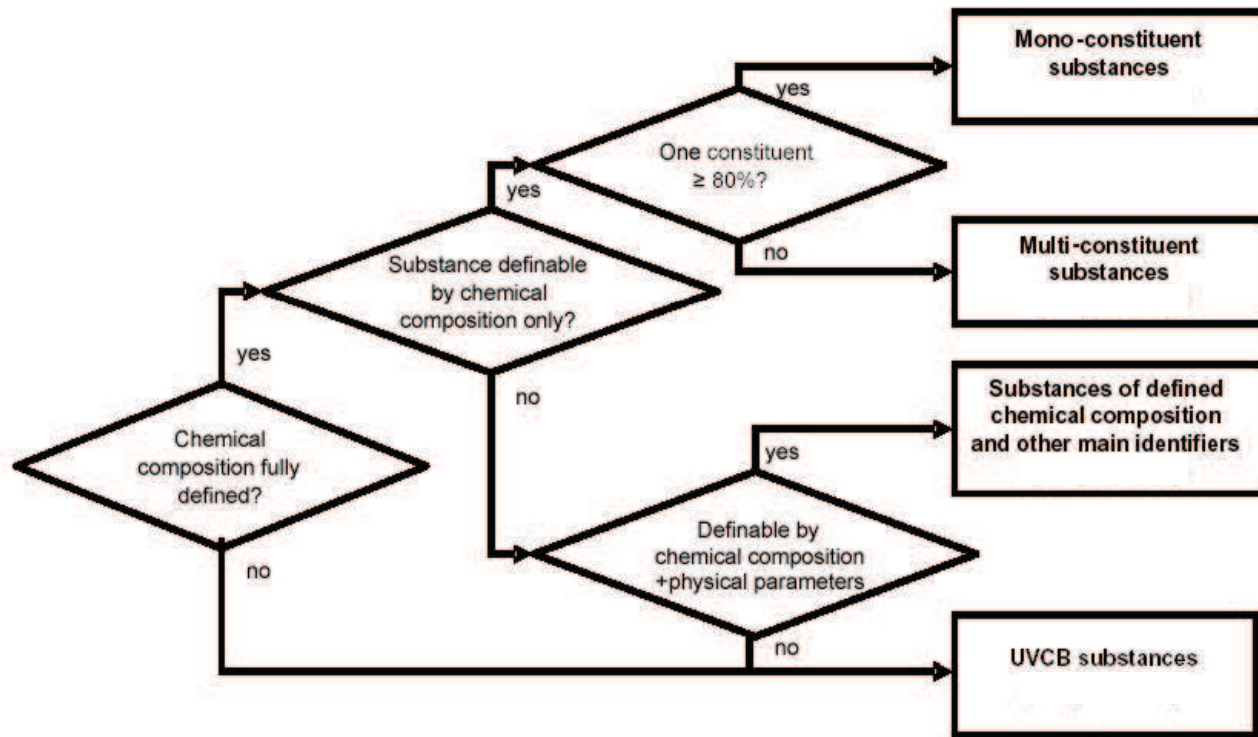 Mono-constituent
substances
yes
One constituent
≥ 80%?
no
Multi-constituent
substances
yes
Substance definable
by chemical
composition only?
no
yes
Chemical
composition fully
defined?
no
Substances of defined
chemical composition
and other main identifiers
yes
Definable by
chemical composition
+physical parameters
no
UVCB substances